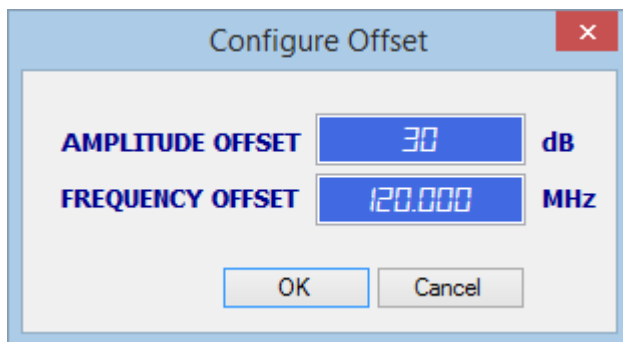 Configure Offset
AMPLITUDE OFFSET 30 dB
FREQUENCY OFFSET 120.000 MHz
OK Cancel